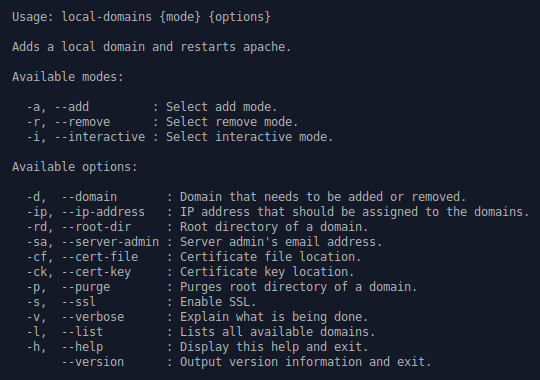 Usage: local-domains {mode} {options}

Adds a local domain and restarts apache.

Available modes:

  -a, --add         : Select add mode.
  -r, --remove      : Select remove mode.
  -i, --interactive : Select interactive mode.

Available options:

  -d,  --domain       : Domain that needs to be added or removed.
  -ip, --ip-address   : IP address that should be assigned to the domains.
  -rd, --root-dir     : Root directory of a domain.
  -sa, --server-admin : Server admin's email address.
  -cf, --cert-file    : Certificate file location.
  -ck, --cert-key     : Certificate key location.
  -p,  --purge        : Purges root directory of a domain.
  -s,  --ssl          : Enable SSL.
  -v,  --verbose      : Explain what is being done.
  -l,  --list         : Lists all available domains.
  -h,  --help         : Display this help and exit.
       --version      : Output version information and exit.